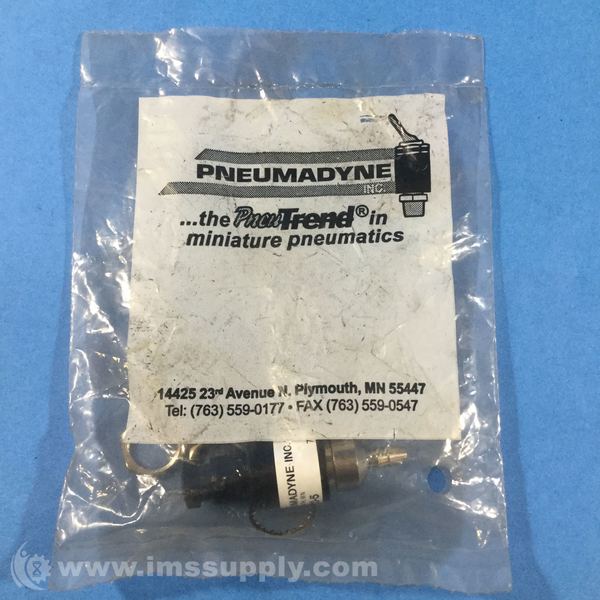 PNEUMADYNE
INC.
...the PneuTrend® in
miniature pneumatics
14425 23rd Avenue N. Plymouth, MN 55447
Tel: (763) 559-0177 • FAX (763) 559-0547
MADYNE INC.
www.imssupply.com